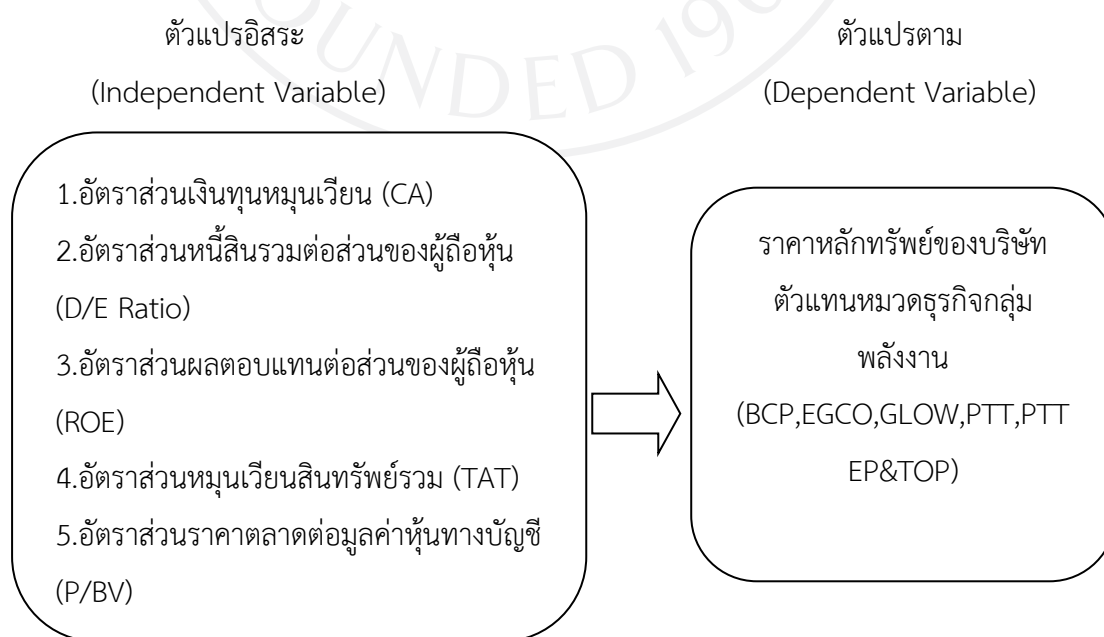 FOUNDED 19
ตัวแปรอิสระ
(Independent Variable)
1.อัตราส่วนเงินทุนหมุนเวียน (CA)
2.อัตราส่วนหนี้สินรวมต่อส่วนของผู้ถือหุ้น
(D/E Ratio)
3.อัตราส่วนผลตอบแทนต่อส่วนของผู้ถือหุ้น
(ROE)
4.อัตราส่วนหมุนเวียนสินทรัพย์รวม (TAT)
5.อัตราส่วนราคาตลาดต่อมูลค่าหุ้นทางบัญชี
(P/BV)
ตัวแปรตาม
(Dependent Variable)
ราคาหลักทรัพย์ของบริษัท
ตัวแทนหมวดธุรกิจกลุ่ม
พลังงาน
(BCP,EGCO,GLOW,PTT,PTT
EP&TOP)